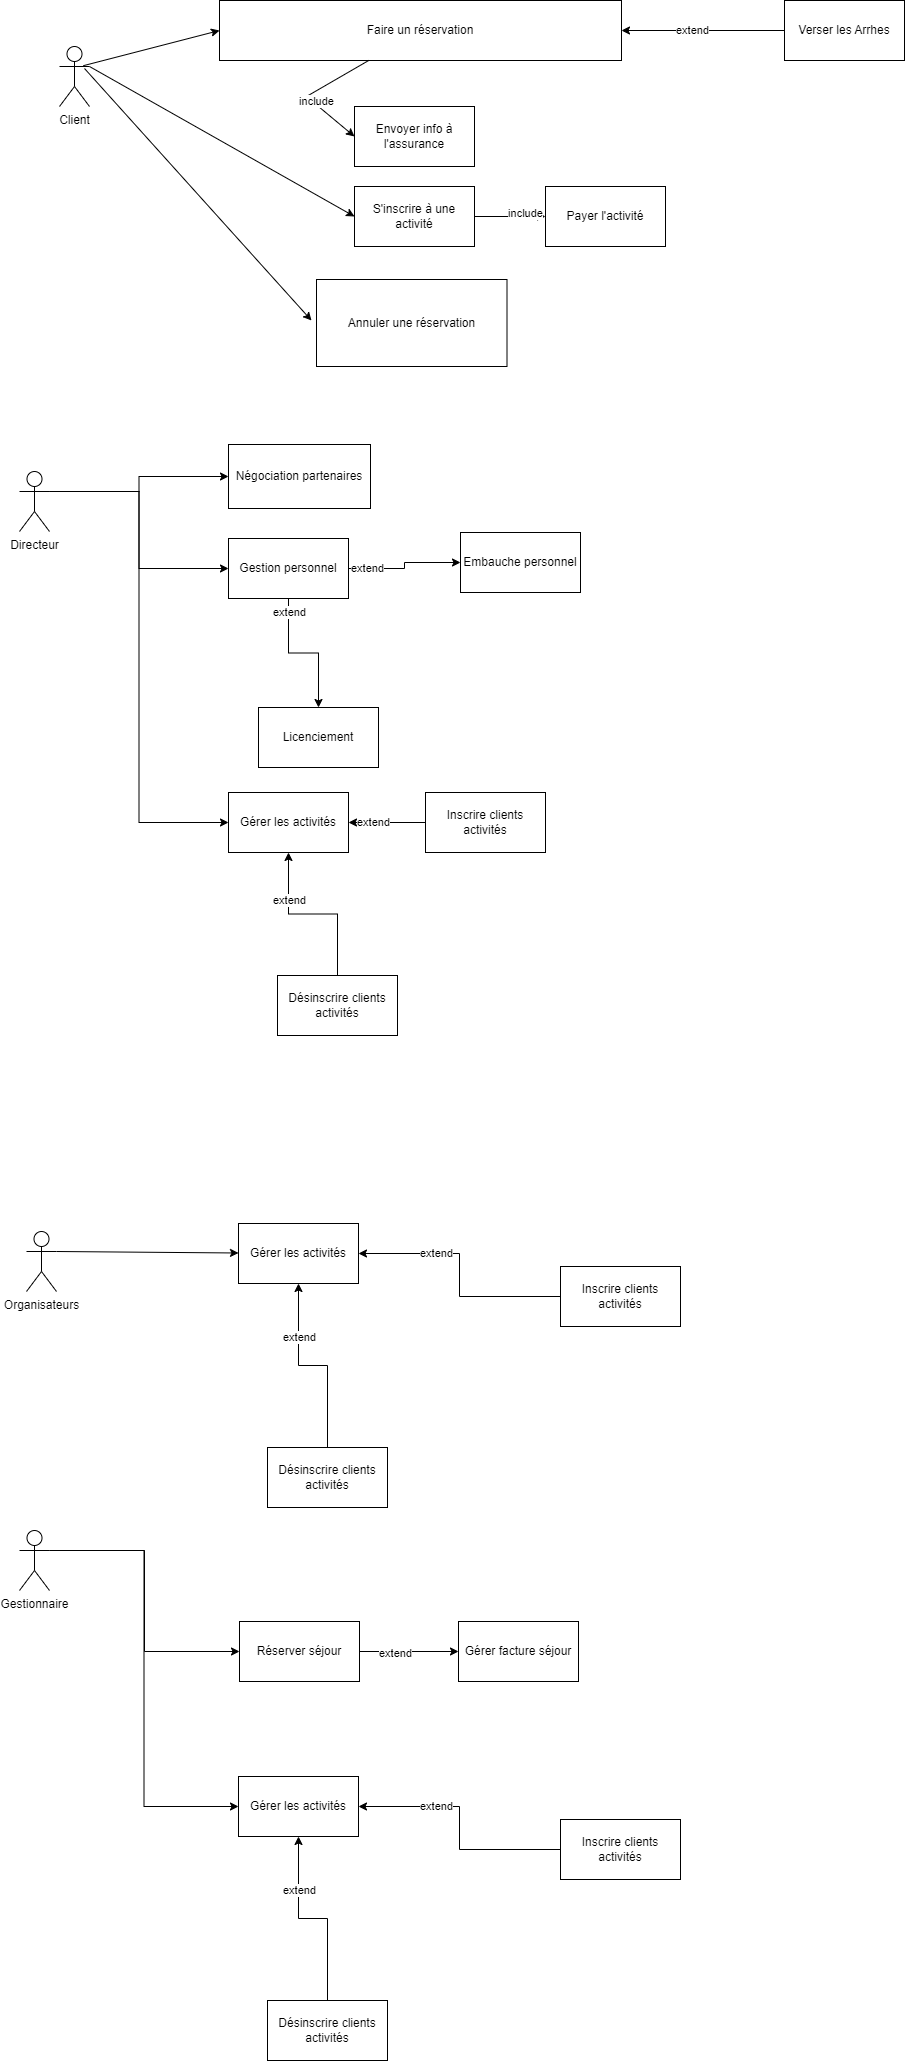 Faire un réservation
extend
Verser les Arrhes
Client
include
Envoyer info à
l'assurance
S'inscrire à une
activité
include
Payer l'activité
Annuler une réservation
Négociation partenaires
Directeur
Gestion personnel
extend
Embauche personnel
extend
Licenciement
Gérer les activités
extend
Inscrire clients
activités
extend
Désinscrire clients
activités
Gérer les activités
extend
Organisateurs
Inscrire clients
activités
extend
Désinscrire clients
activités
Gestionnaire
Réserver séjour
extend
Gérer facture séjour
Gérer les activités
extend
Inscrire clients
activités
extend
Désinscrire clients
activités